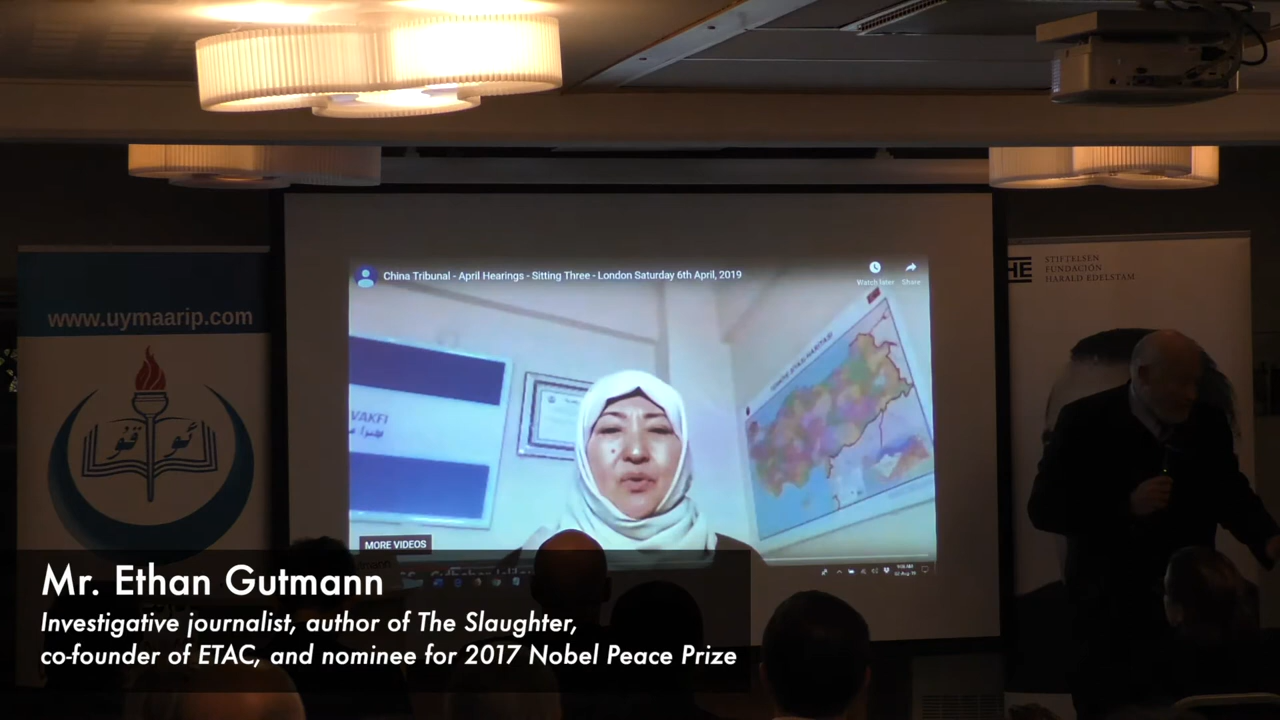 China Tribunal - April Hearings - Sitting Three - London Saturday 6th April, 2019
Watch later
Share
www.uymaarip.com
HE
STIFTELSEN
FUNDACIÓN
HARALD EDELSTAM
VAKFI
MORE VIDEOS
Mr. Ethan Gutmann
Investigative journalist, author of The Slaughter,
co-founder of ETAC, and nominee for 2017 Nobel Peace Prize